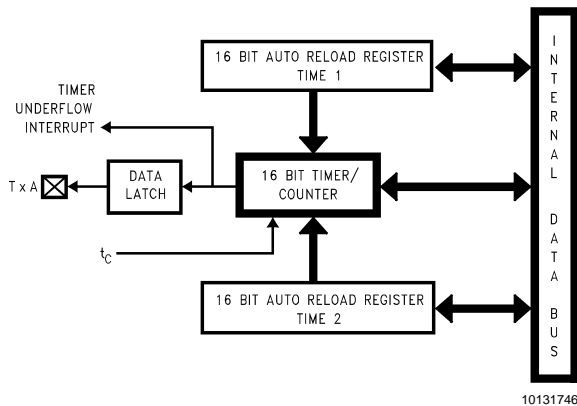 16 BIT AUTO RELOAD REGISTER
TIME 1
TIMER
UNDERFLOW
INTERRUPT
T x A
DATA
LATCH
16 BIT TIMER/
COUNTER
tC
16 BIT AUTO RELOAD REGISTER
TIME 2
INTERNAL DATA BUS
10131746